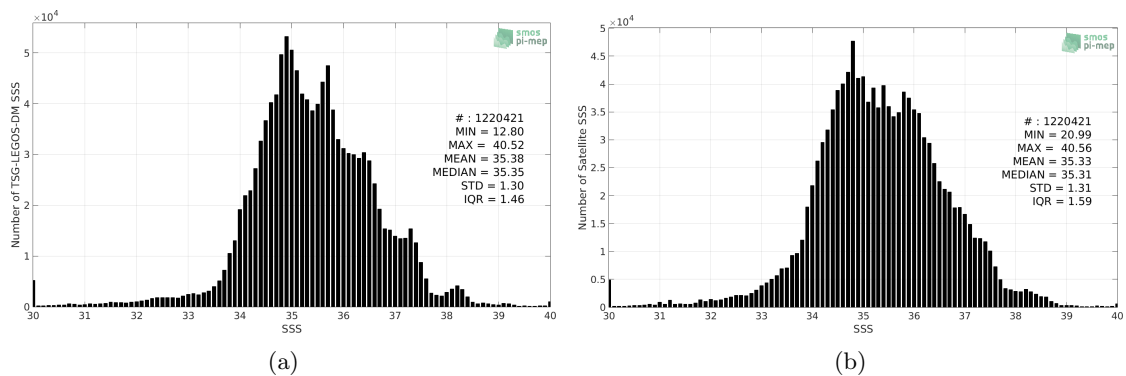 ×10⁴
smos
pi-mep
Number of TSG-LEGOS-DM SSS
5
4
3
2
1
0
# : 1220421
MIN = 12.80
MAX = 40.52
MEAN = 35.38
MEDIAN = 35.35
STD = 1.30
IQR = 1.46
30 31 32 33 34 35 36 37 38 39 40
SSS
(a)
×10⁴
smos
pi-mep
Number of Satellite SSS
5
4.5
4
3.5
3
2.5
2
1.5
1
0.5
0
# : 1220421
MIN = 20.99
MAX = 40.56
MEAN = 35.33
MEDIAN = 35.31
STD = 1.31
IQR = 1.59
30 31 32 33 34 35 36 37 38 39 40
SSS
(b)